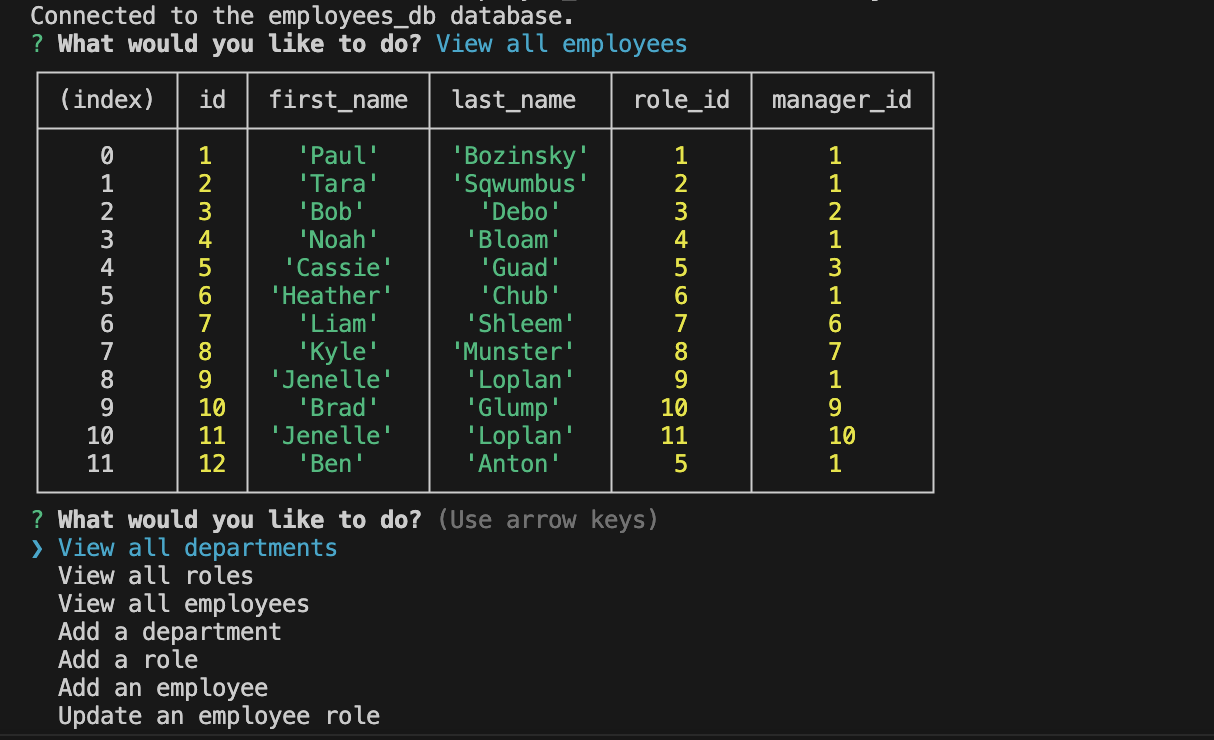 Connected to the employees_db database.
? What would you like to do? View all employees
(index) id first_name last_name role_id manager_id
0 1 'Paul' 'Bozinsky' 1 1
1 2 'Tara' 'Sqwumbus' 2 1
2 3 'Bob' 'Debo' 3 2
3 4 'Noah' 'Bloam' 4 1
4 5 'Cassie' 'Guad' 5 3
5 6 'Heather' 'Chub' 6 1
6 7 'Liam' 'Shleem' 7 6
7 8 'Kyle' 'Munster' 8 7
8 9 'Jenelle' 'Loplan' 9 1
9 10 'Brad' 'Glump' 10 9
10 11 'Jenelle' 'Loplan' 11 10
11 12 'Ben' 'Anton' 5 1
? What would you like to do? (Use arrow keys)
❯ View all departments
View all roles
View all employees
Add a department
Add a role
Add an employee
Update an employee role